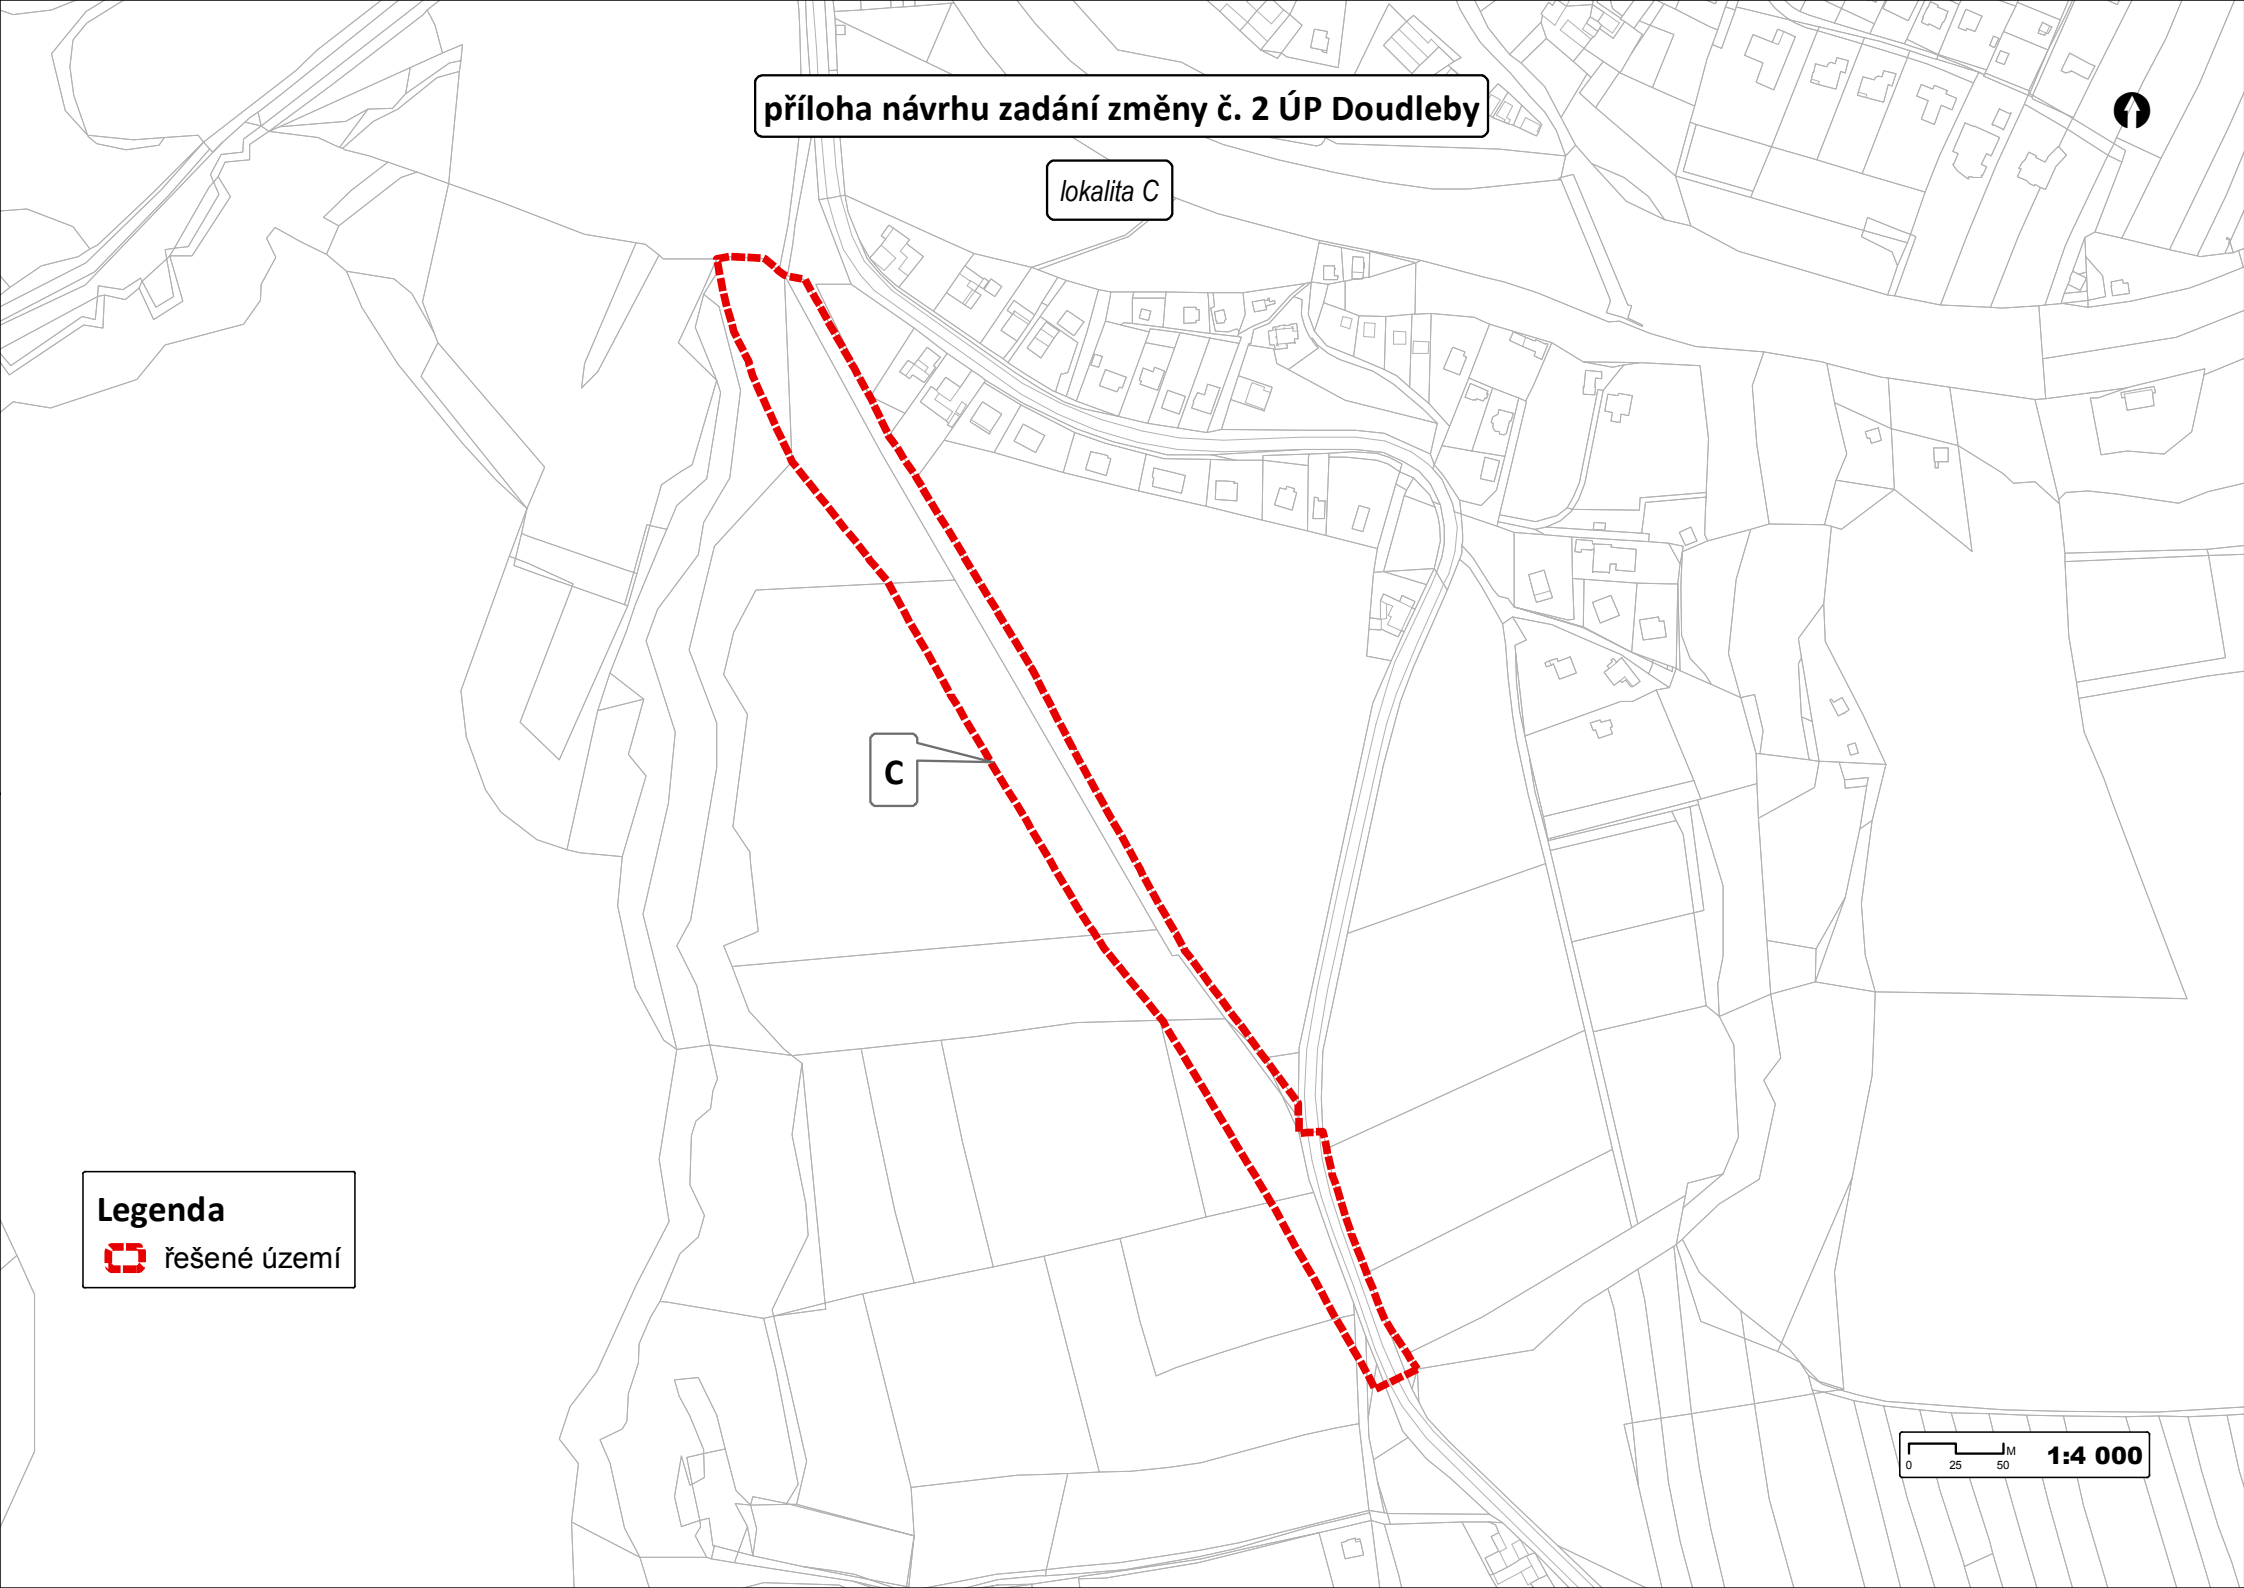 příloha návrhu zadání změny č. 2 ÚP Doudleby
lokalita C
C
Legenda
řešené území
0 25 50 M 1:4 000